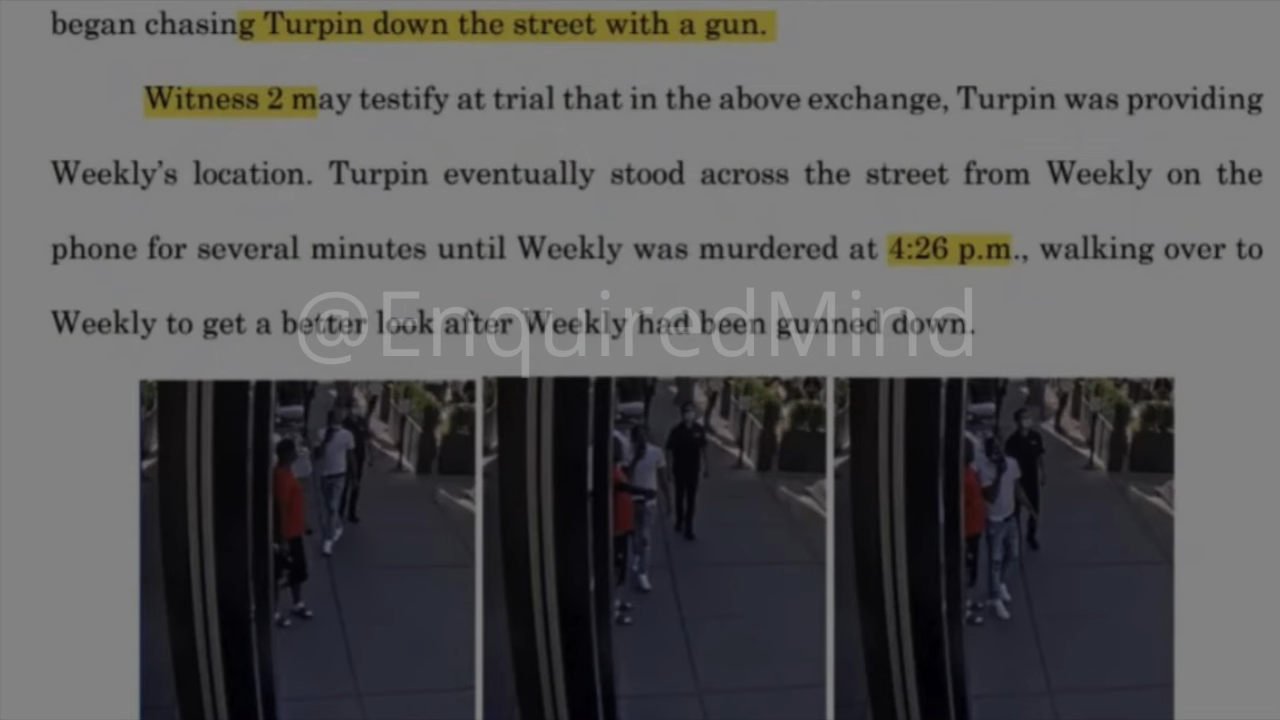 began chasing Turpin down the street with a gun.
Witness 2 may testify at trial that in the above exchange, Turpin was providing
Weekly's location. Turpin eventually stood across the street from Weekly on the
phone for several minutes until Weekly was murdered at 4:26 p.m., walking over to
Weekly to get a better look after Weekly had been gunned down.
@EnquiredMind